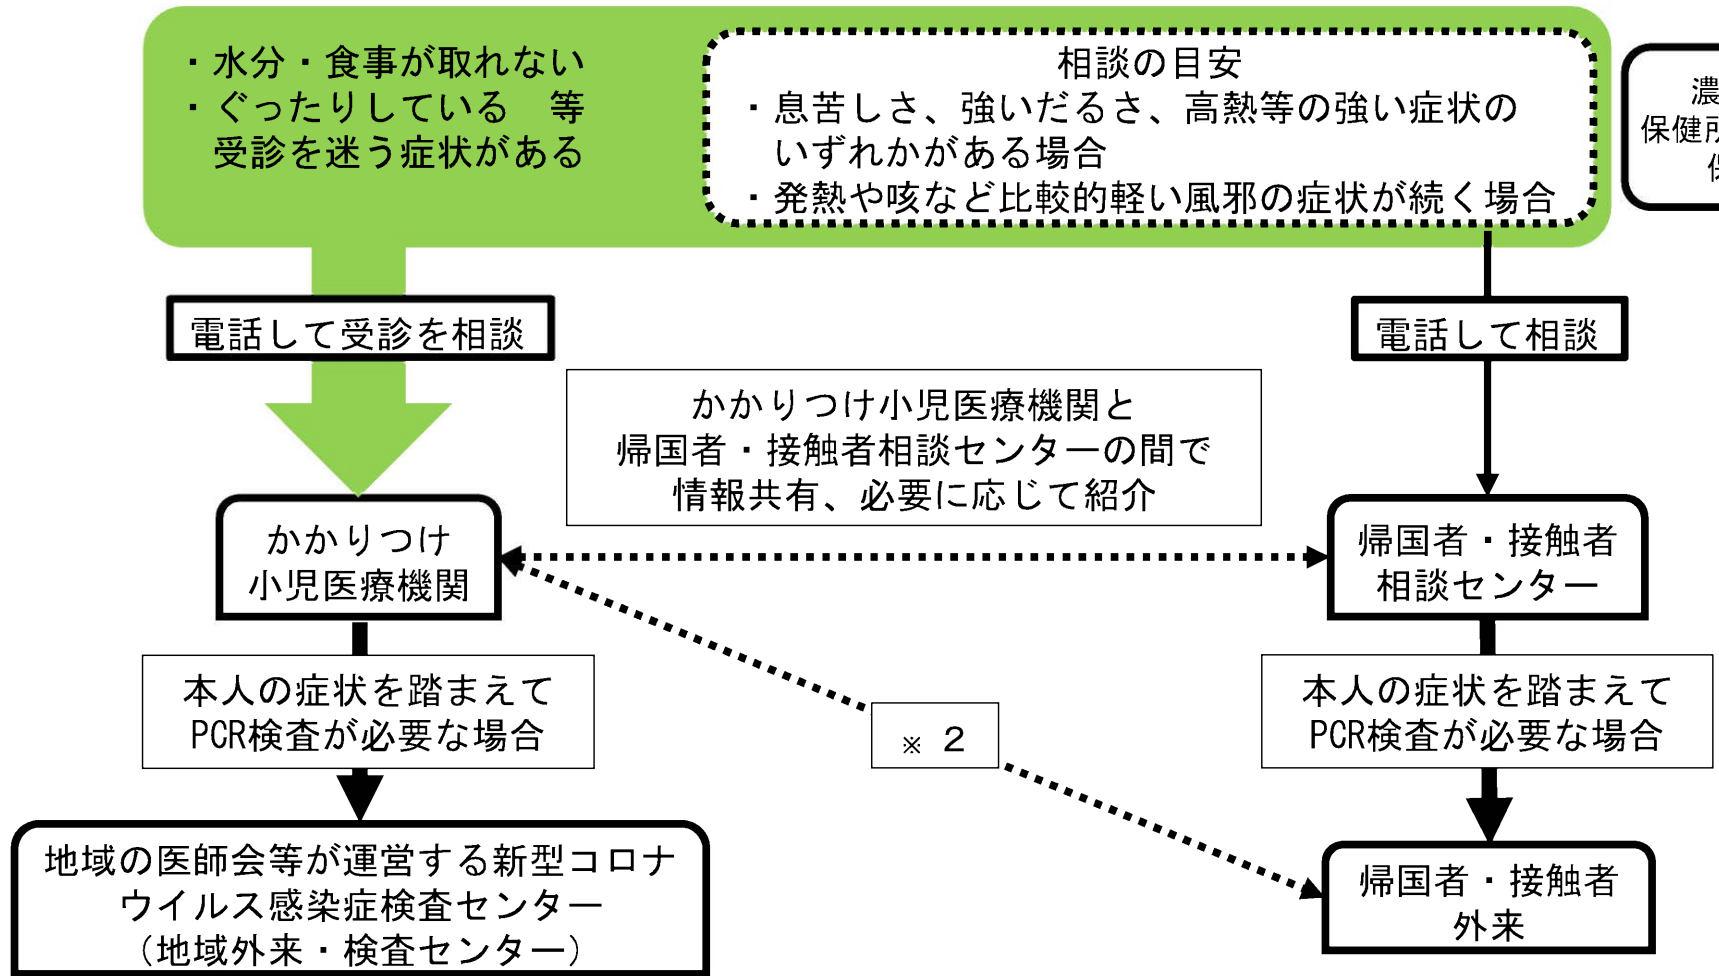 ・水分・食事が取れない
・ぐったりしている　等
受診を迷う症状がある
相談の目安
・息苦しさ、強いだるさ、高熱等の強い症状の
いずれかがある場合
・発熱や咳など比較的軽い風邪の症状が続く場合
濃
保健所
電話して受診を相談
電話して相談
かかりつけ小児医療機関と
帰国者・接触者相談センターの間で
情報共有、必要に応じて紹介
かかりつけ
小児医療機関
帰国者・接触者
相談センター
本人の症状を踏まえて
PCR検査が必要な場合
※ 2
本人の症状を踏まえて
PCR検査が必要な場合
地域の医師会等が運営する新型コロナ
ウイルス感染症検査センター
（地域外来・検査センター）
帰国者・接触者
外来